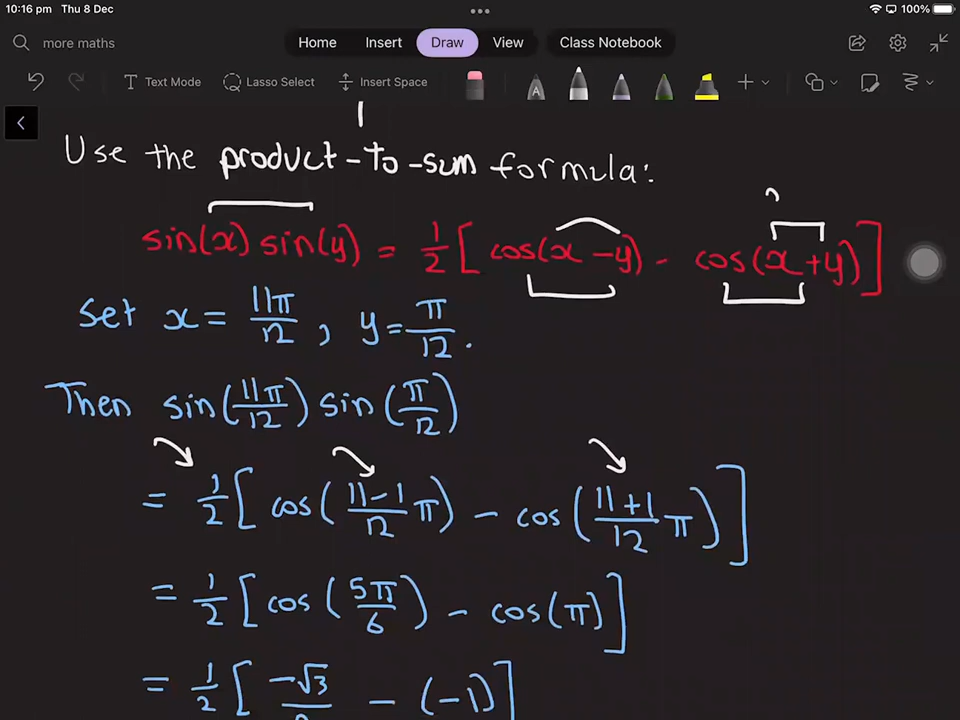 10:16 pm Thu 8 Dec 100%
more maths Home Insert Draw View Class Notebook
Text Mode Lasso Select Insert Space
Use the product-to-sum formula:
sin(x) sin(y) = 1/2 [cos(x-y) - cos(x+y)]
Set x = 11π/12, y = π/12.
Then sin(11π/12) sin(π/12)
= 1/2 [cos(11-1/12 π) - cos(11+1/12 π)]
= 1/2 [cos(5π/6) - cos(π)]
= 1/2 [-√3/2 - (-1)]